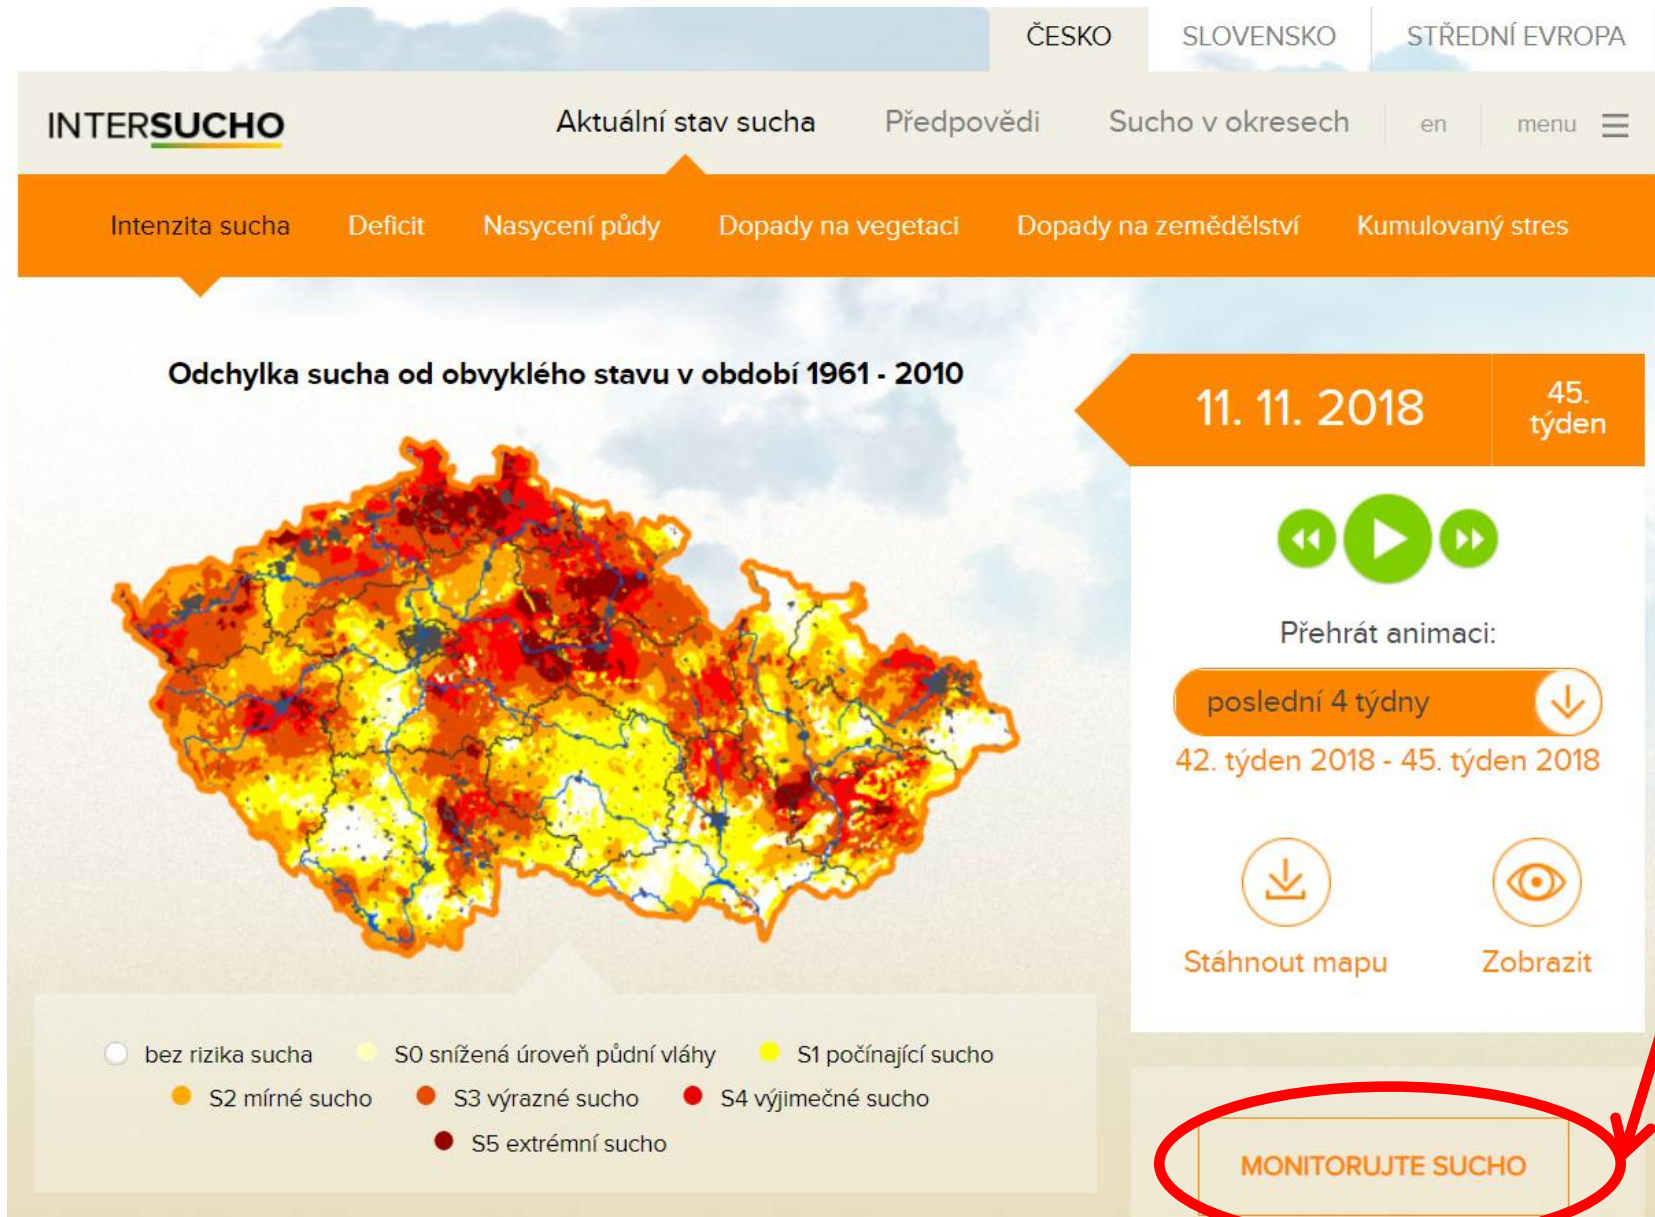 ČESKO SLOVENSKO STŘEDNÍ EVROPA
INTERSUCHO Aktuální stav sucha Předpovědi Sucho v okresech en menu
Intenzita sucha Deficit Nasycení půdy Dopady na vegetaci Dopady na zemědělství Kumulovaný stres
Odchylka sucha od obvyklého stavu v období 1961 - 2010
11. 11. 2018 45. týden
Přehrát animaci:
poslední 4 týdny
42. týden 2018 - 45. týden 2018
Stáhnout mapu Zobrazit
bez rizika sucha S0 snížená úroveň půdní vláhy S1 počínající sucho
S2 mírné sucho S3 výrazné sucho S4 výjimečné sucho
S5 extrémní sucho
MONITORUJTE SUCHO